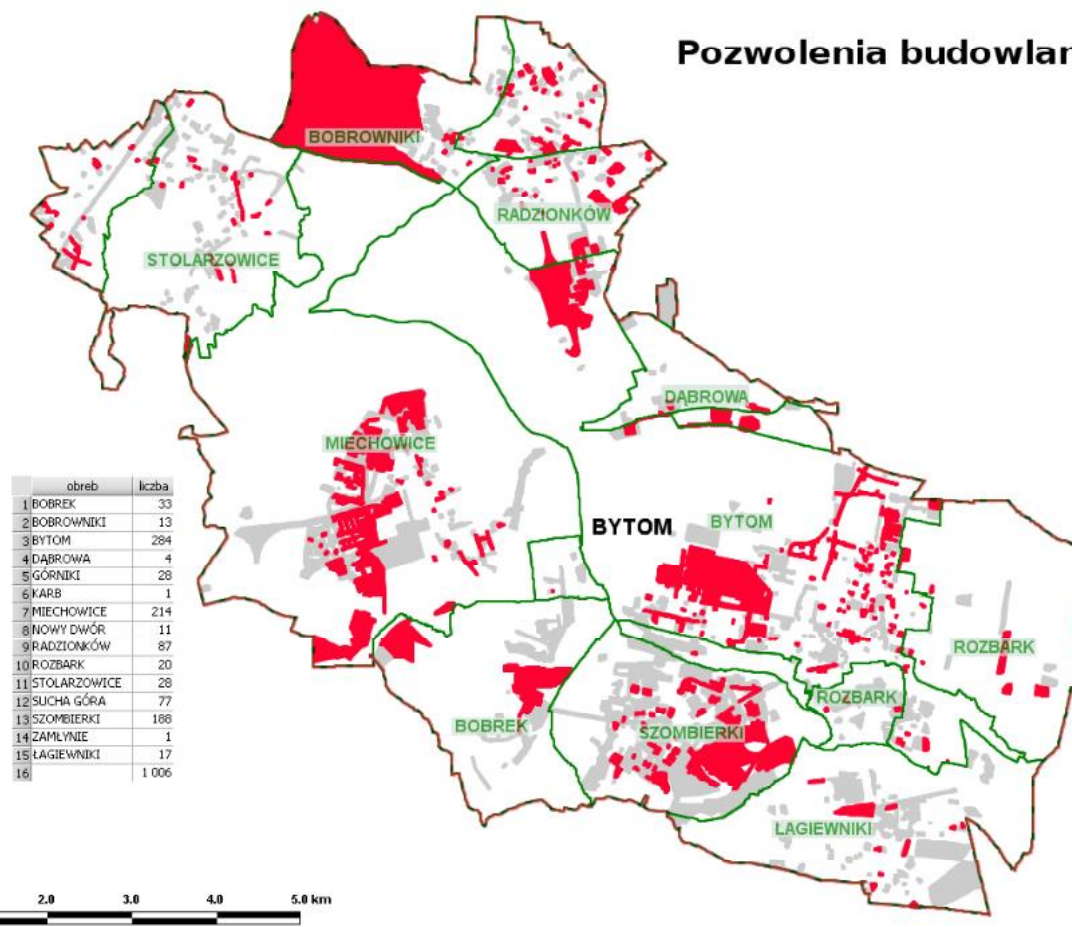 Pozwolenia budowlan
BOBROWNIKI
RADZIONKÓW
STOLARZOWICE
DĄBROWA
MIECHOWICE
BYTOM
BYTOM
ROZBARK
ROZBARK
BOBREK
SZOMBIERKI
ŁAGIEWNIKI
obreb liczba
1 BOBREK 33
2 BOBROWNIKI 13
3 BYTOM 284
4 DĄBROWA 4
5 GÓRNIKI 28
6 KARB 1
7 MIECHOWICE 214
8 NOWY DWÓR 11
9 RADZIONKÓW 87
10 ROZBARK 20
11 STOLARZOWICE 28
12 SUCHA GÓRA 77
13 SZOMBIERKI 188
14 ZAMŁYNIE 1
15 ŁAGIEWNIKI 17
16 1 006
2.0 3.0 4.0 5.0 km